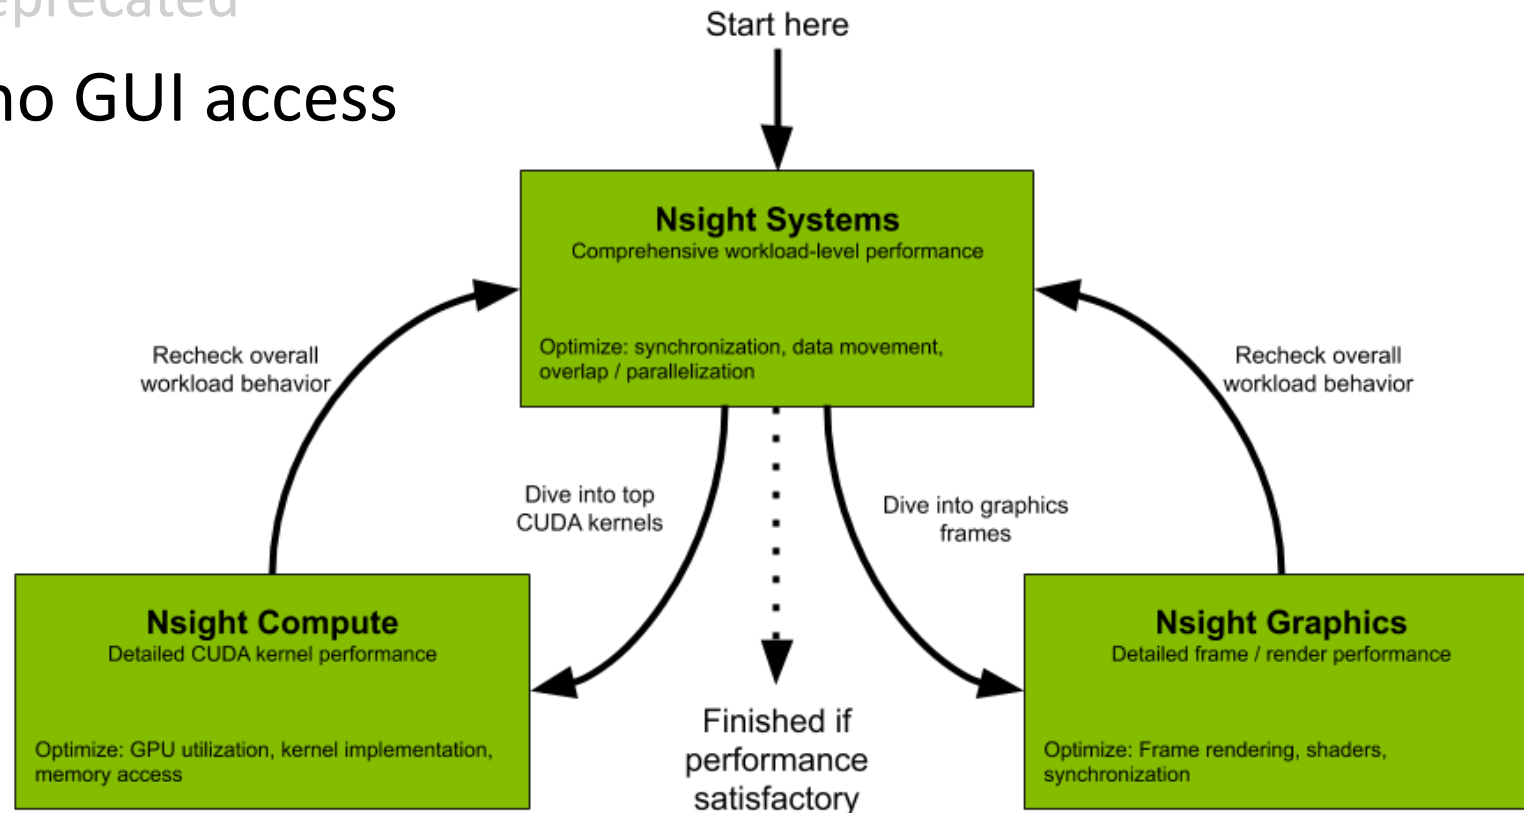 eprecated
no GUI access
Start here
Nsight Systems
Comprehensive workload-level performance
Optimize: synchronization, data movement,
overlap / parallelization
Recheck overall
workload behavior
Recheck overall
workload behavior
Dive into top
CUDA kernels
Dive into graphics
frames
Nsight Compute
Detailed CUDA kernel performance
Optimize: GPU utilization, kernel implementation,
memory access
Finished if
performance
satisfactory
Nsight Graphics
Detailed frame / render performance
Optimize: Frame rendering, shaders,
synchronization